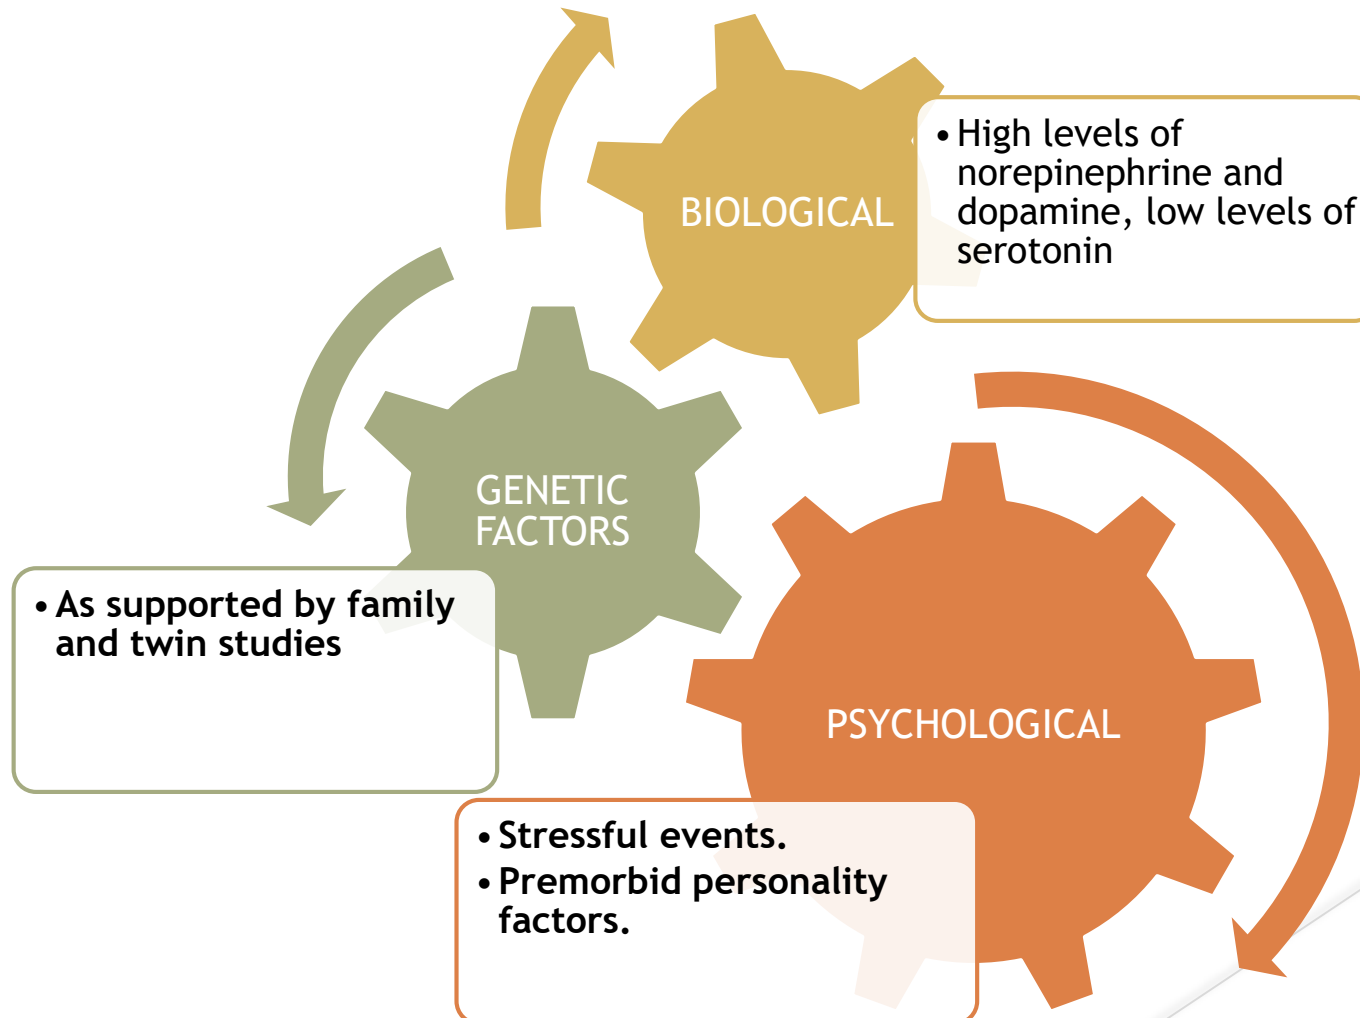 BIOLOGICAL
• High levels of
norepinephrine and
dopamine, low levels of
serotonin
GENETIC
FACTORS
• As supported by family
and twin studies
PSYCHOLOGICAL
• Stressful events.
• Premorbid personality
factors.